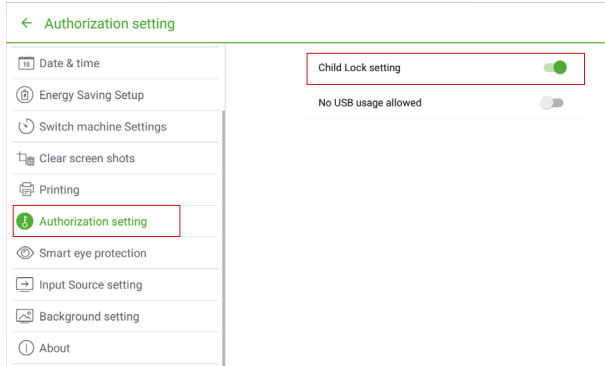 Authorization setting
18 Date & time
Energy Saving Setup
Switch machine Settings
Clear screen shots
Printing
Authorization setting
Smart eye protection
Input Source setting
Background setting
About
Child Lock setting
No USB usage allowed